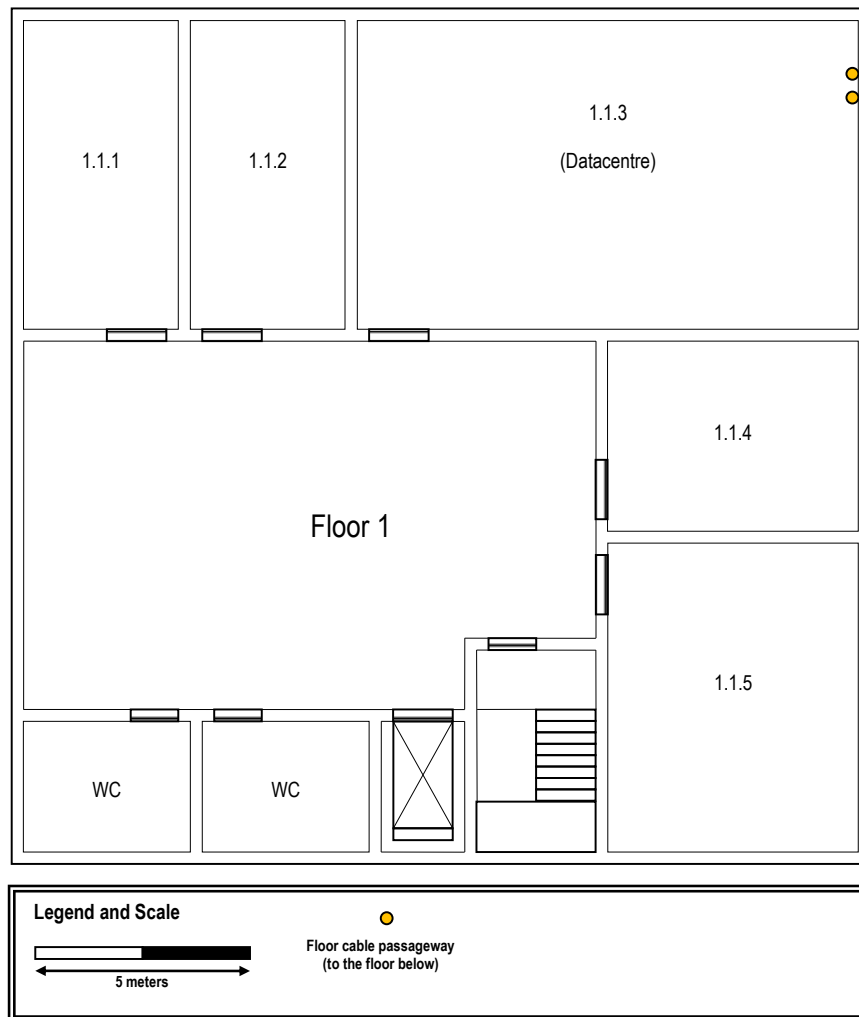 1.1.1
1.1.2
1.1.3
(Datacentre)
1.1.4
Floor 1
1.1.5
WC
WC
Legend and Scale
5 meters
Floor cable passageway
(to the floor below)